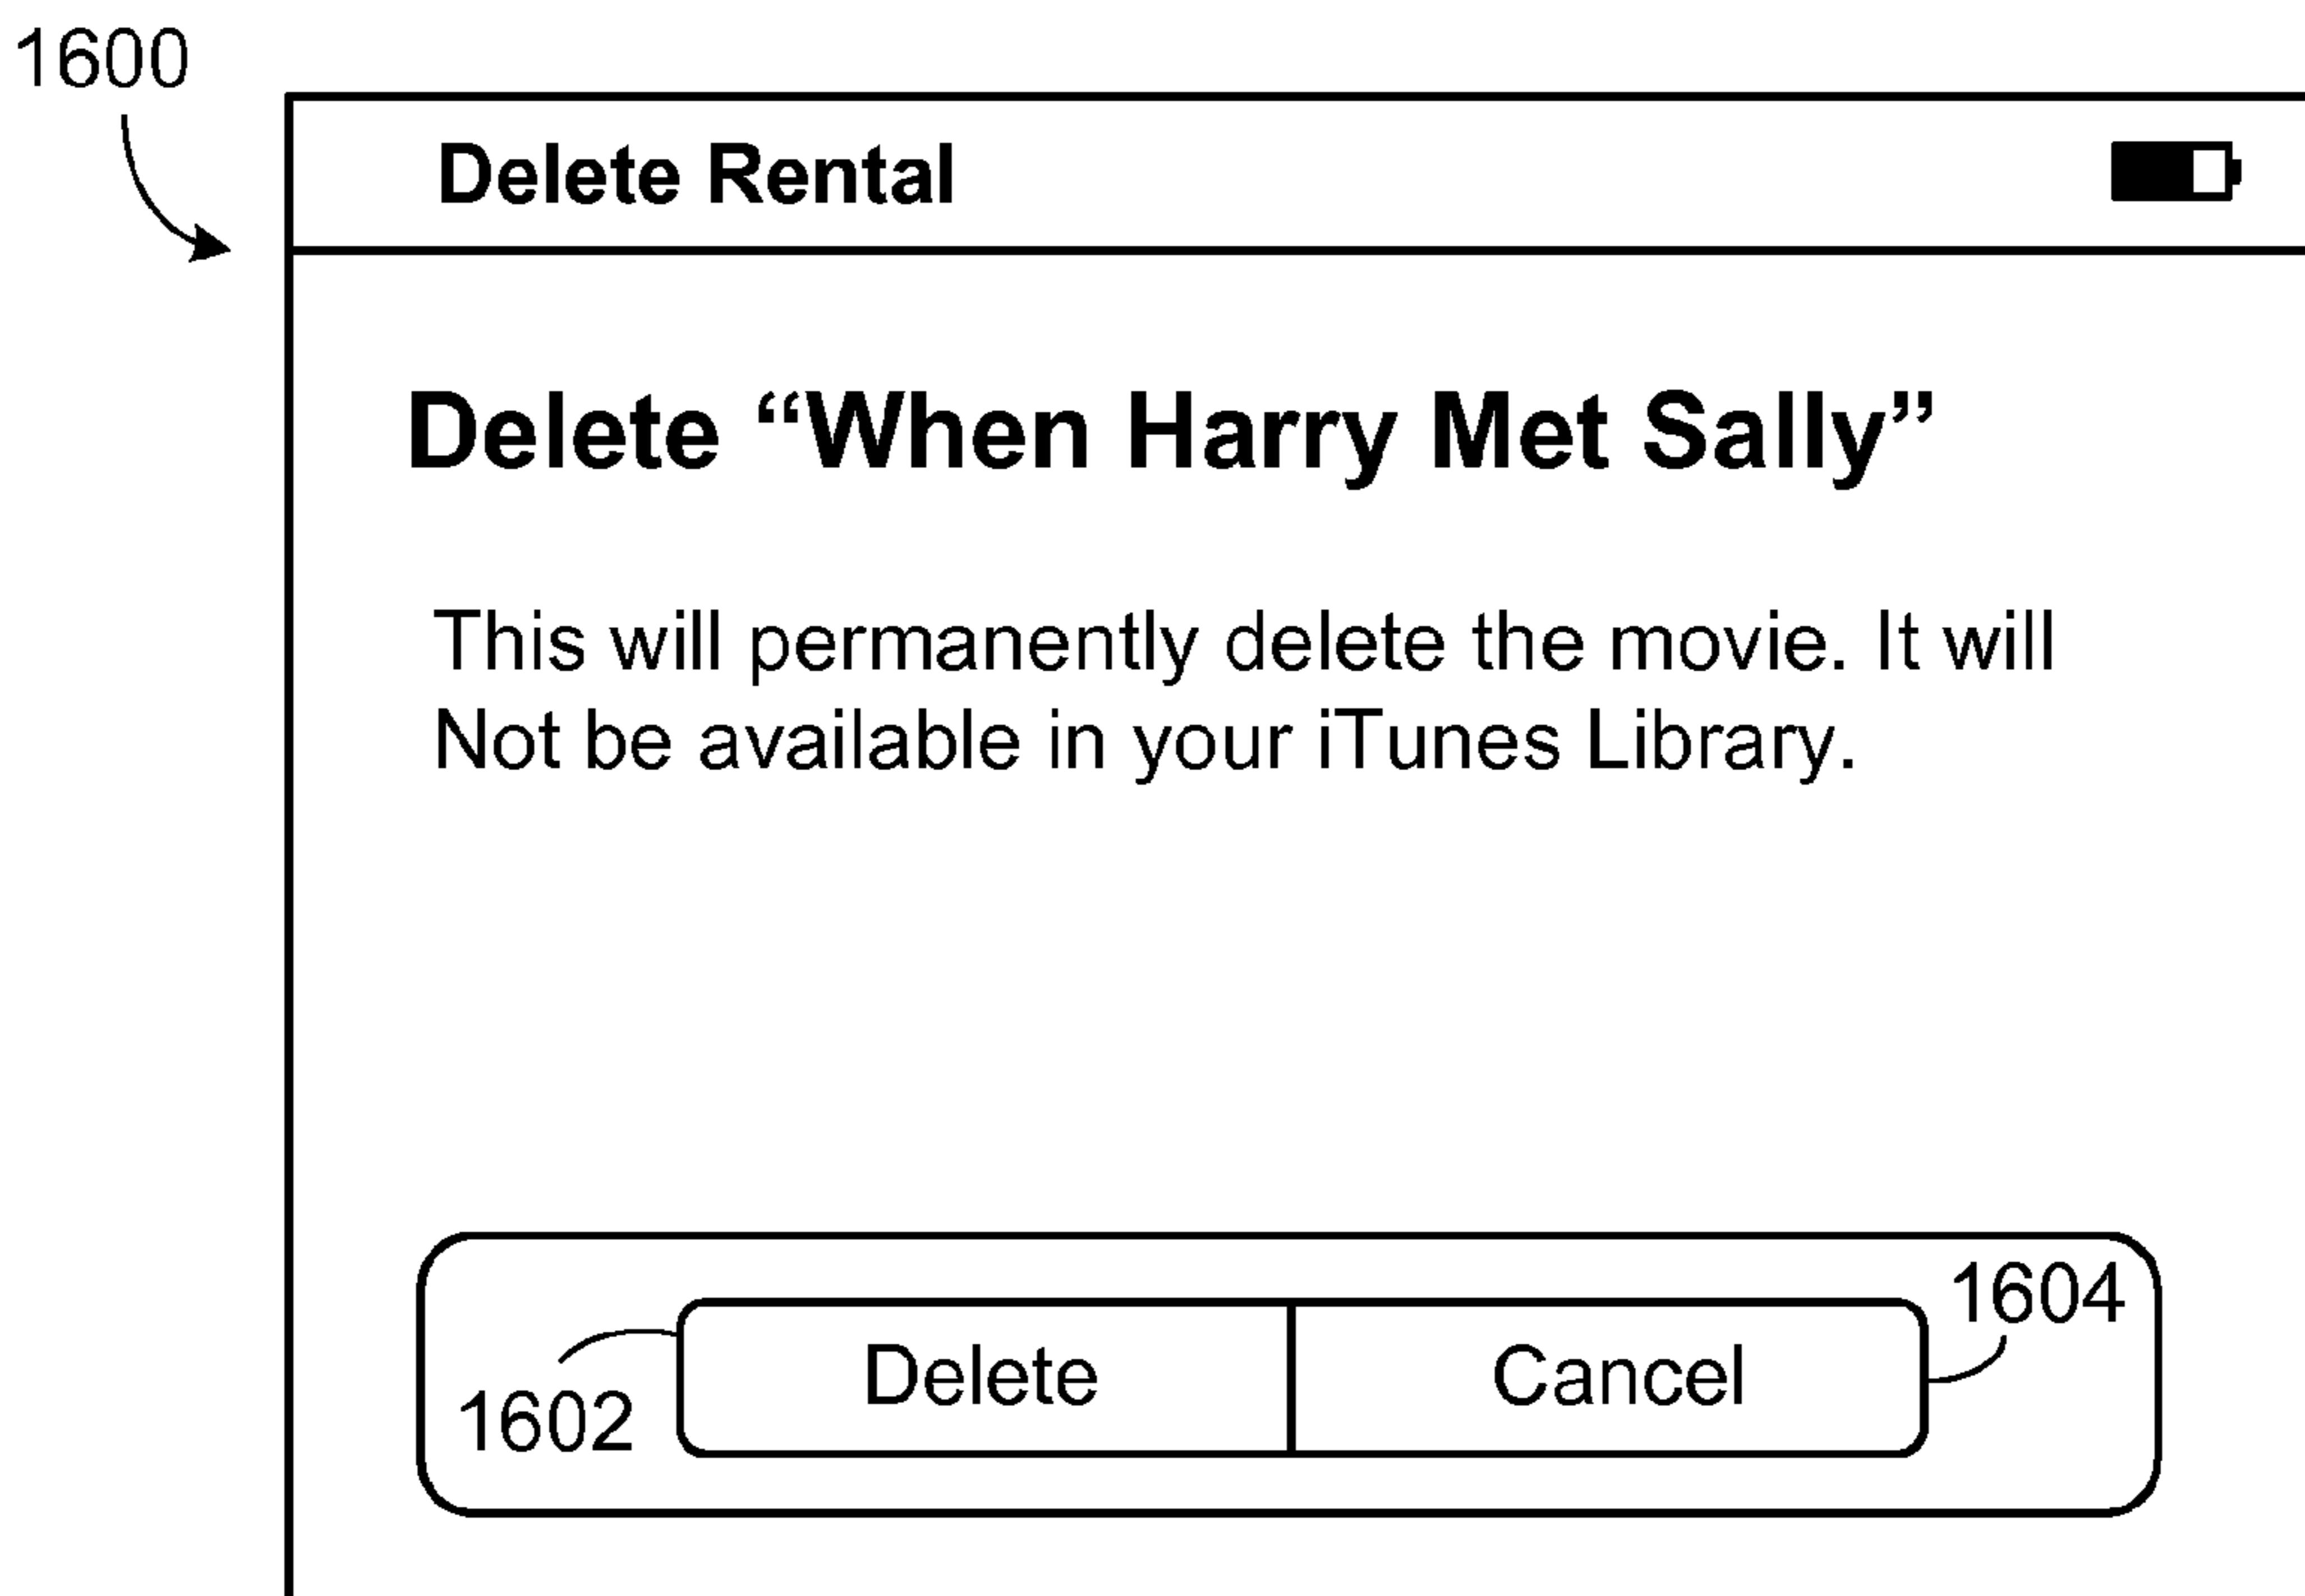 1600
Delete Rental
Delete “When Harry Met Sally”
This will permanently delete the movie. It will
Not be available in your iTunes Library.
1604
Delete Cancel
1602